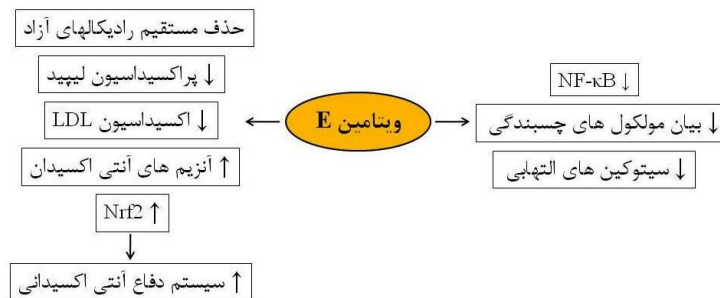 حذف مستقیم رادیکالهای آزاد
↓ پراکسیداسیون لیپید
↓ اکسیداسیون LDL
↑ آنزیم های آنتی اکسیدان
Nrf2 ↑
↑ سیستم دفاع آنتی اکسیدانی
ویتامین E
NF-κB ↓
↓ بیان مولکول های چسبندگی
↓ سیتوکین های التهابی